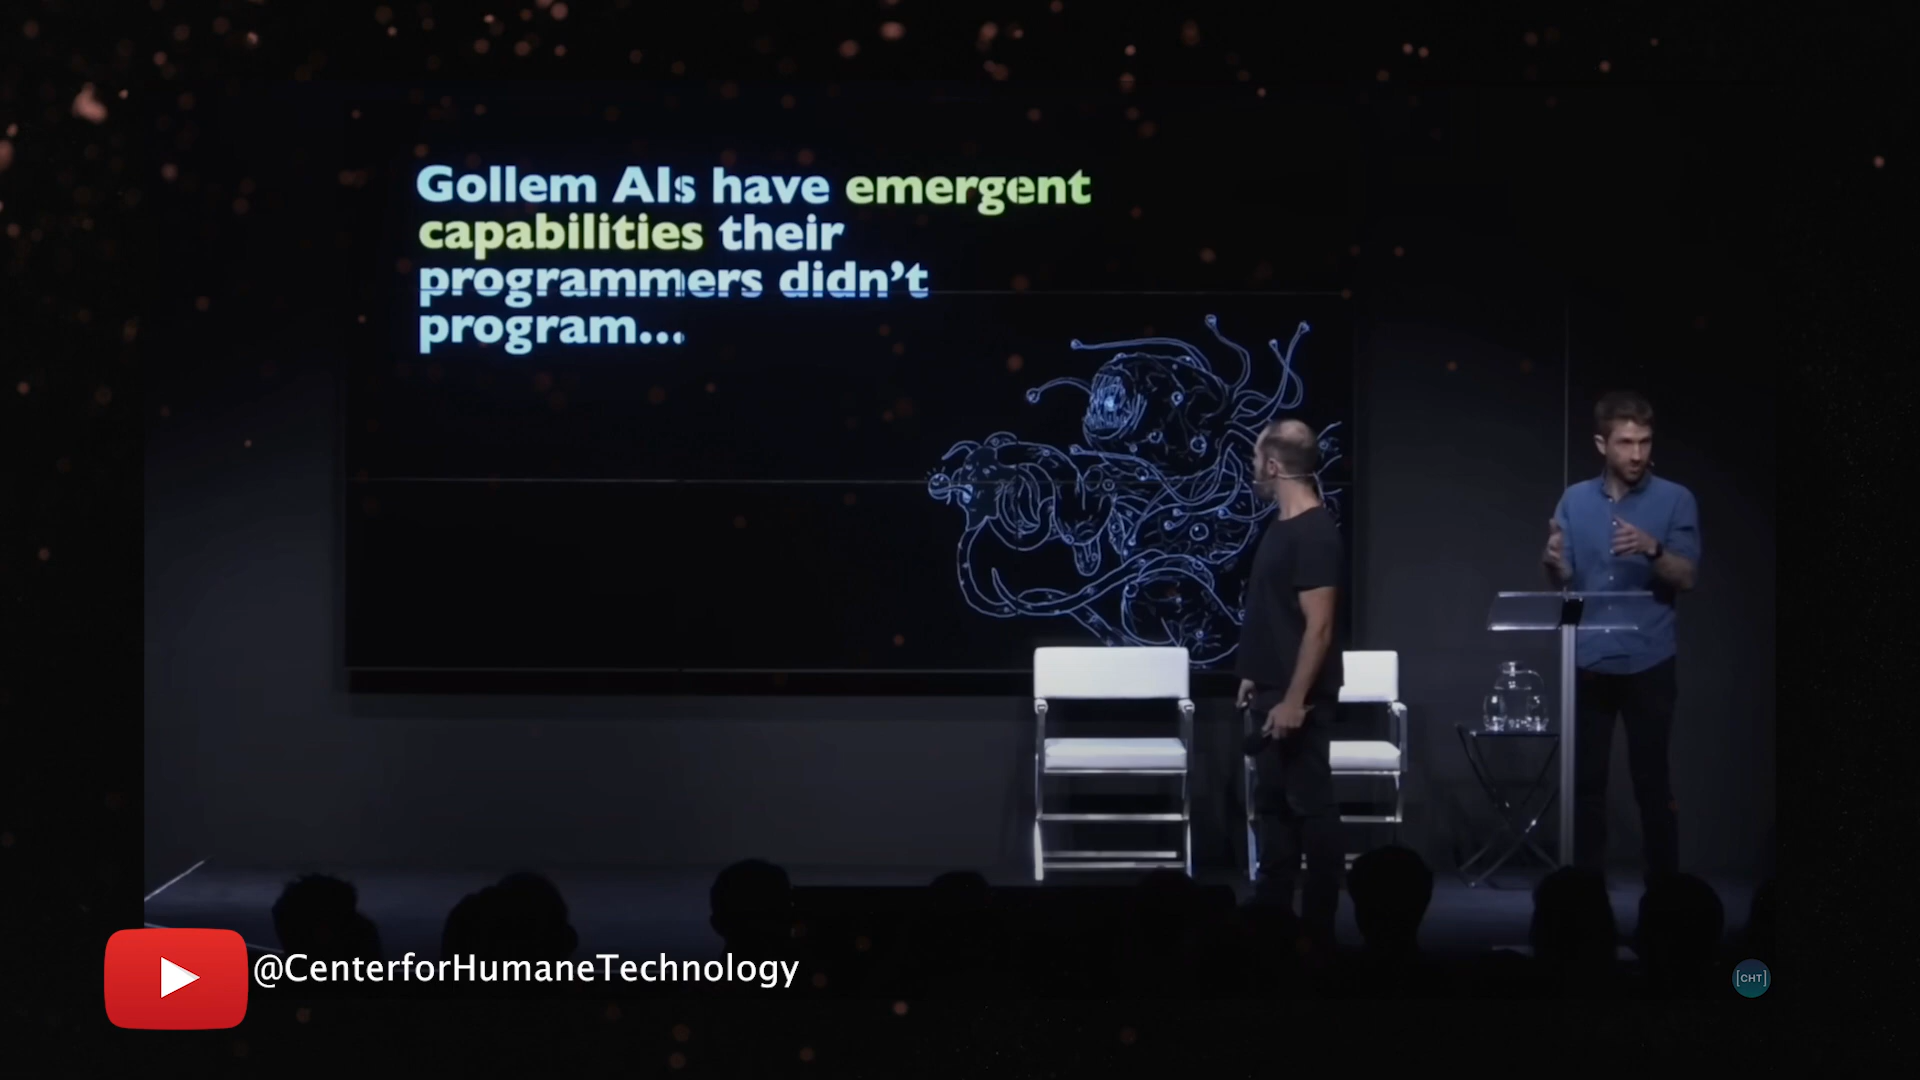 Gollem AIs have emergent
capabilities their
programmers didn't
program...
@CenterforHumaneTechnology
[CHT]